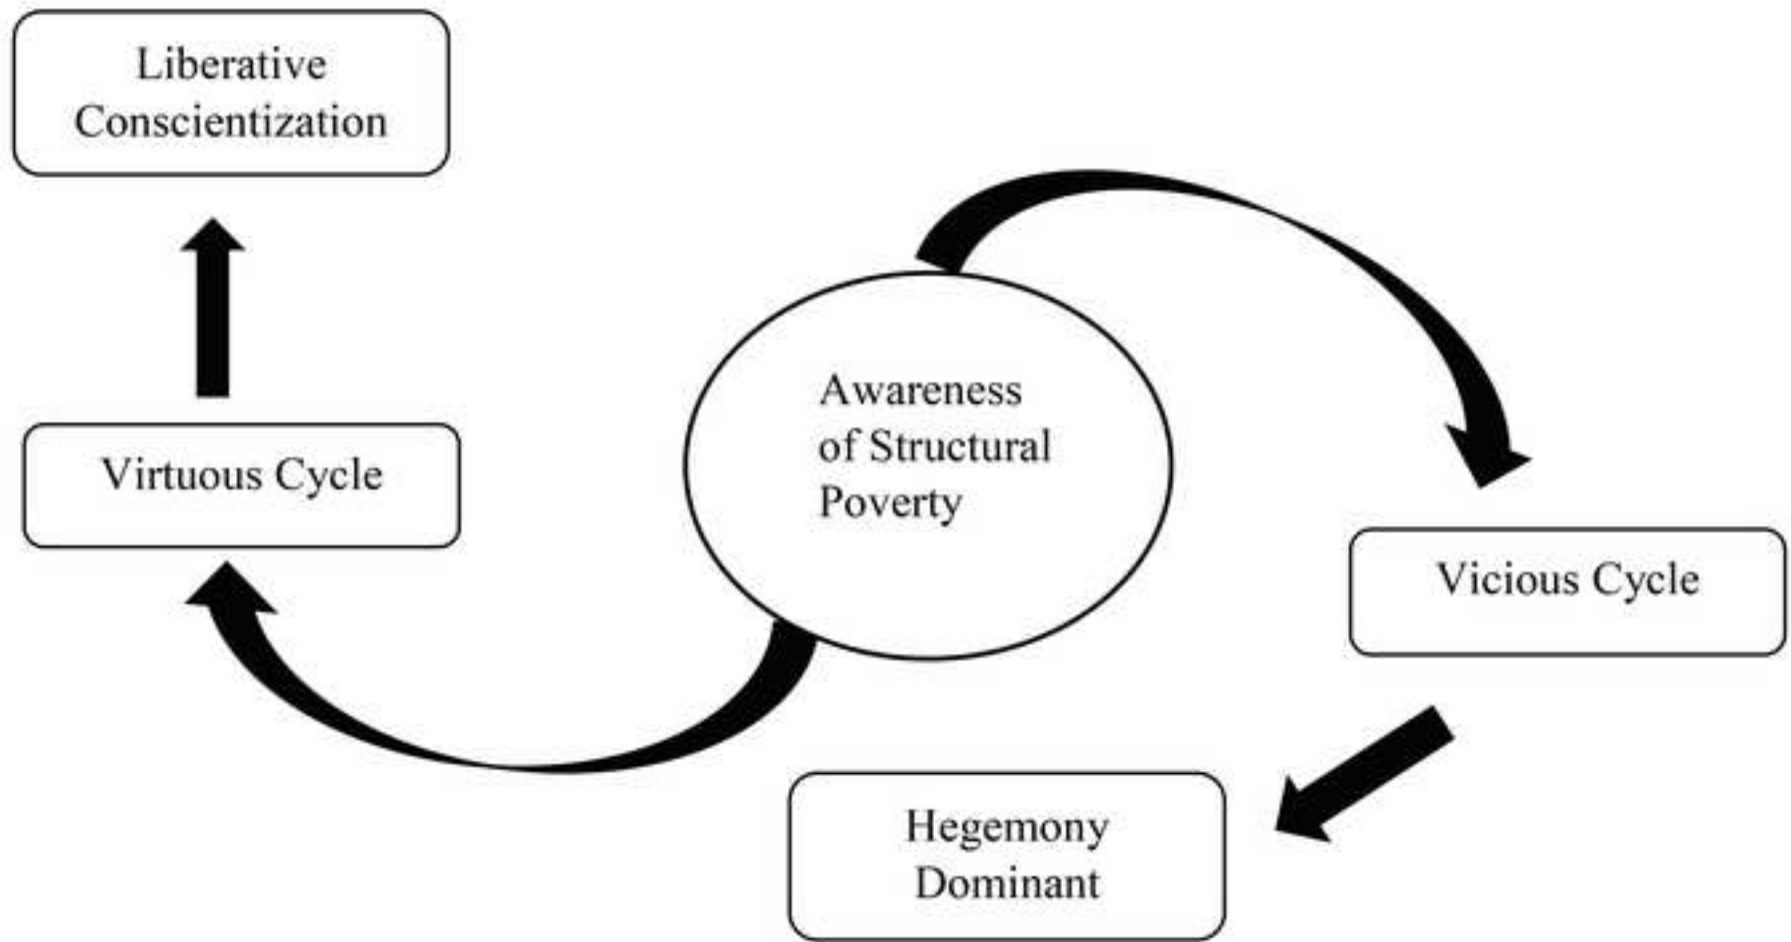 Liberative
Conscientization
Awareness
of Structural
Poverty
Virtuous Cycle
Vicious Cycle
Hegemony
Dominant